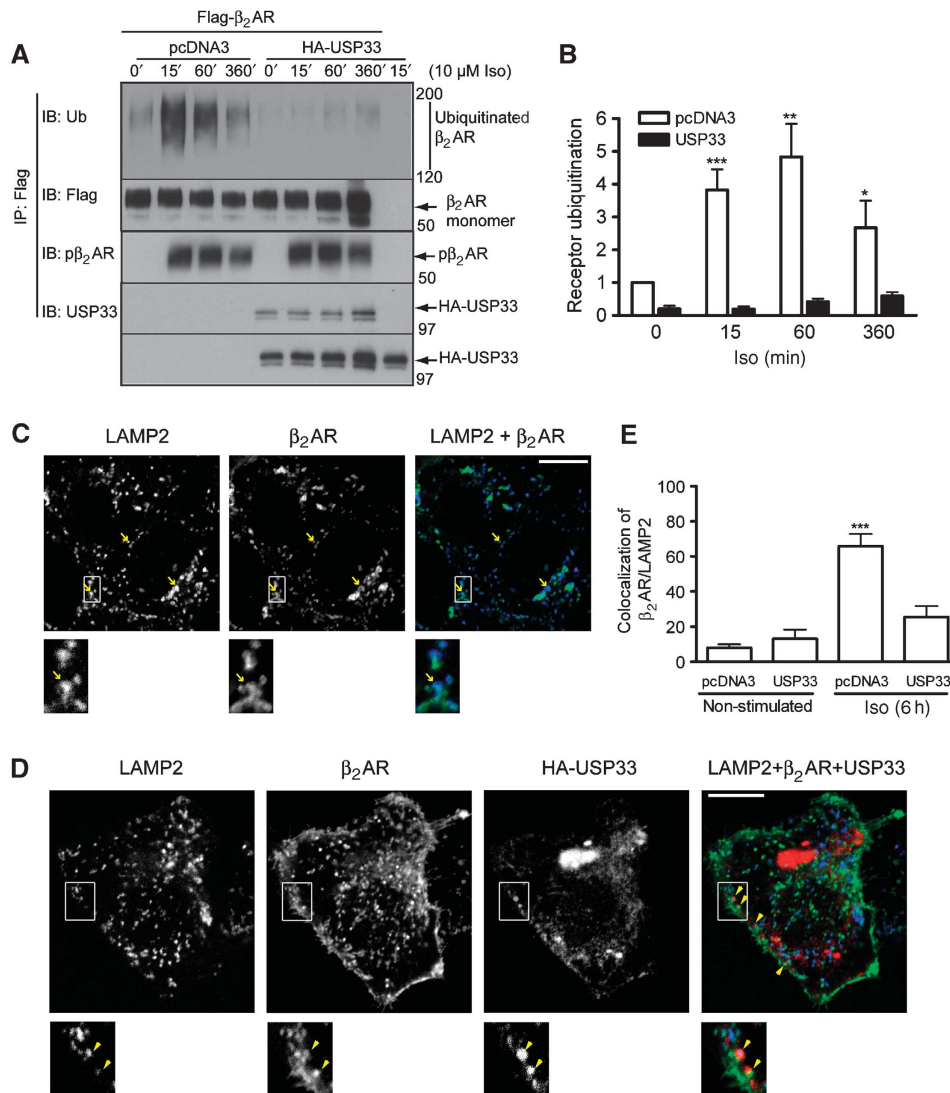 A
Flag-β2AR
pcDNA3 HA-USP33
0′ 15′ 60′ 360′ 0′ 15′ 60′ 360′ 15′ (10 μM Iso)
IP: Flag
IB: Ub
200
Ubiquitinated
β2AR
120
IB: Flag
β2AR
monomer
50
IB: pβ2AR
pβ2AR
50
IB: USP33
HA-USP33
97
HA-USP33
97
B
pcDNA3
USP33
Receptor ubiquitination
6
5
4
3
2
1
0
***
**
*
0 15 60 360
Iso (min)
C
LAMP2 β2AR LAMP2 + β2AR
E
Colocalization of
β2AR/LAMP2
100
80
60
40
20
0
***
pcDNA3 USP33 pcDNA3 USP33
Non-stimulated Iso (6 h)
D
LAMP2 β2AR HA-USP33 LAMP2+β2AR+USP33